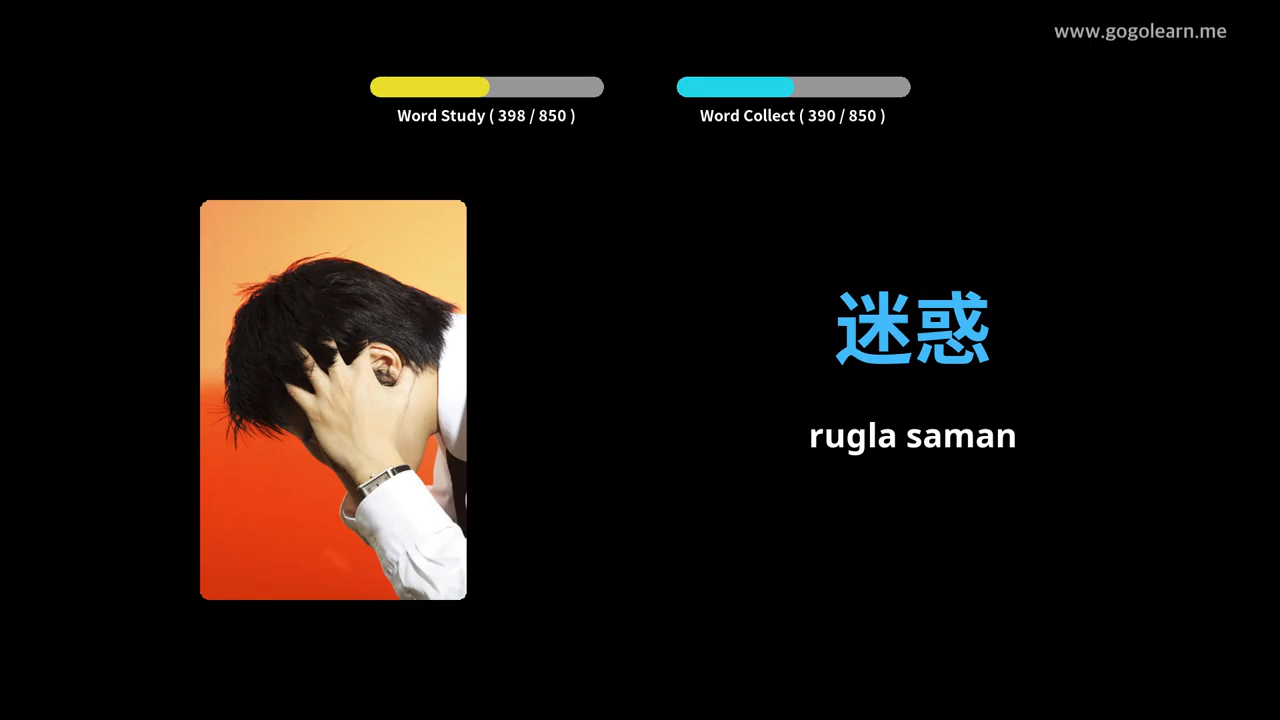 www.gogolearn.me
Word Study ( 398 / 850 )
Word Collect ( 390 / 850 )
迷惑
rugla saman